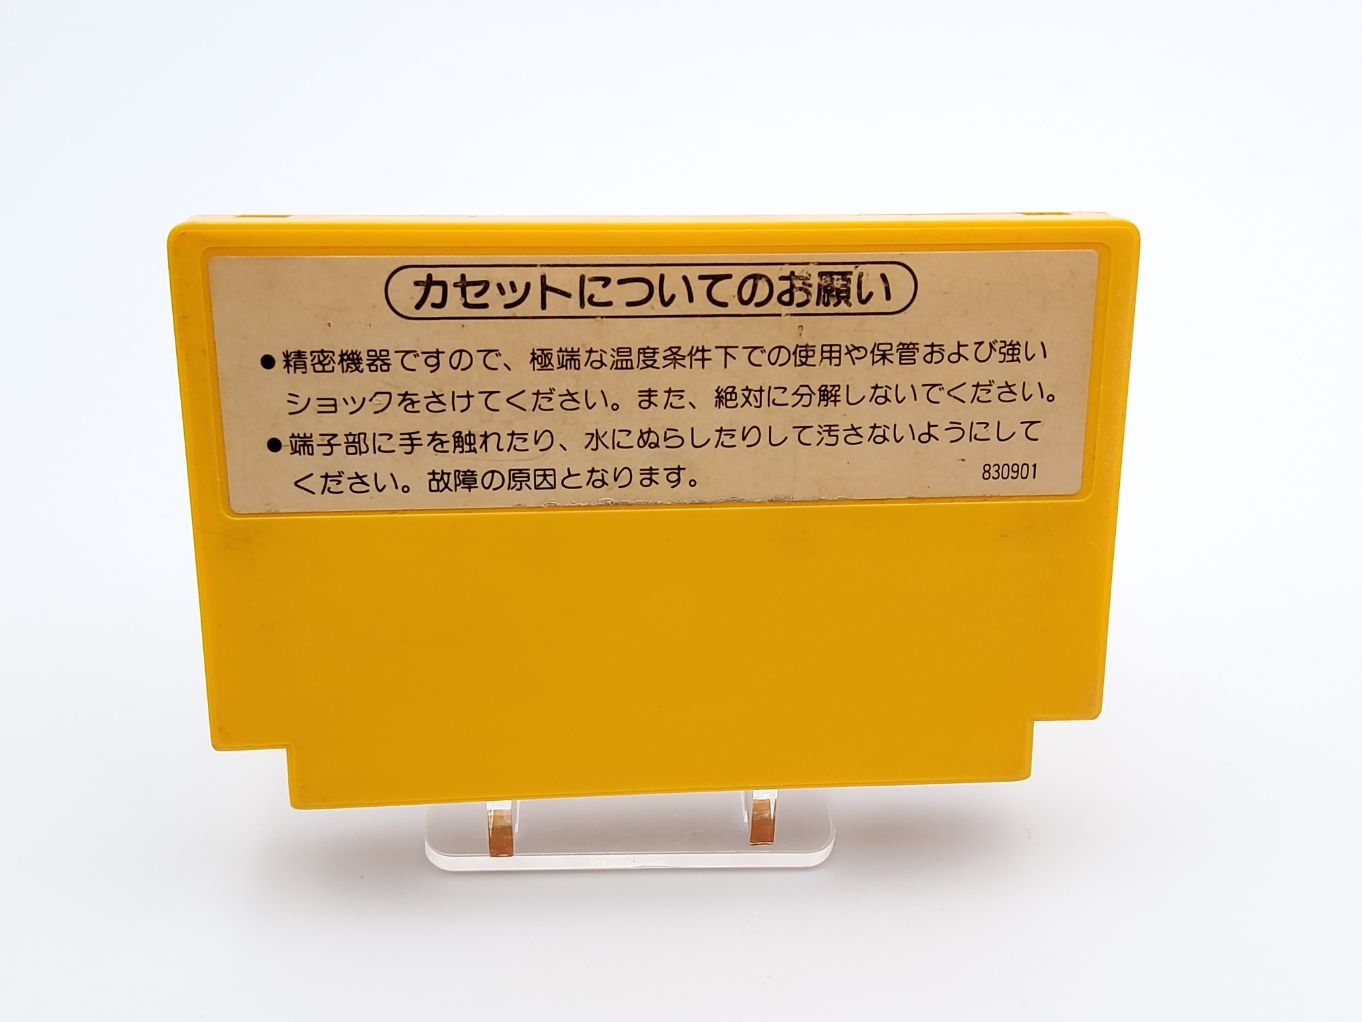 カセットについてのお願い
●精密機器ですので、極端な温度条件下での使用や保管および強い
ショックをさけてください。また、絶対に分解しないでください。
●端子部に手を触れたり、水にぬらしたりして汚さないようにして
ください。故障の原因となります。
830901